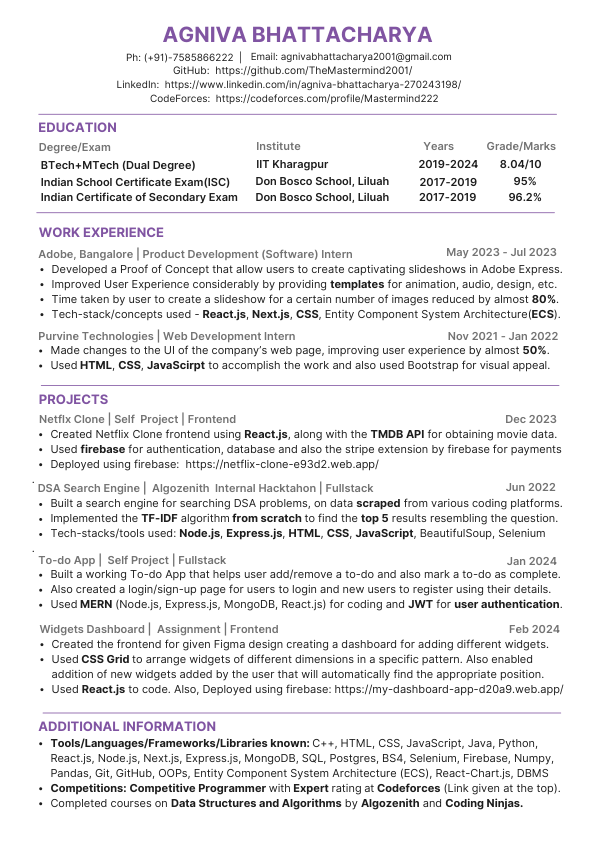 AGNIVA BHATTACHARYA
Ph: (+91)-7585866222 | Email: agnivabhattacharya2001@gmail.com
GitHub: https://github.com/TheMastermind2001/
LinkedIn: https://www.linkedin.com/in/agniva-bhattacharya-270243198/
CodeForces: https://codeforces.com/profile/Mastermind222
EDUCATION
Degree/Exam Institute Years Grade/Marks
BTech+MTech (Dual Degree) IIT Kharagpur 2019-2024 8.04/10
Indian School Certificate Exam(ISC) Don Bosco School, Liluah 2017-2019 95%
Indian Certificate of Secondary Exam Don Bosco School, Liluah 2017-2019 96.2%
WORK EXPERIENCE
Adobe, Bangalore | Product Development (Software) Intern May 2023 - Jul 2023
• Developed a Proof of Concept that allow users to create captivating slideshows in Adobe Express.
• Improved User Experience considerably by providing templates for animation, audio, design, etc.
• Time taken by user to create a slideshow for a certain number of images reduced by almost 80%.
• Tech-stack/concepts used - React.js, Next.js, CSS, Entity Component System Architecture(ECS).
Purvine Technologies | Web Development Intern Nov 2021 - Jan 2022
• Made changes to the UI of the company's web page, improving user experience by almost 50%.
• Used HTML, CSS, JavaScirpt to accomplish the work and also used Bootstrap for visual appeal.
PROJECTS
Netflx Clone | Self Project | Frontend Dec 2023
• Created Netflix Clone frontend using React.js, along with the TMDB API for obtaining movie data.
• Used firebase for authentication, database and also the stripe extension by firebase for payments
• Deployed using firebase: https://netflix-clone-e93d2.web.app/
DSA Search Engine | Algozenith Internal Hacktahon | Fullstack Jun 2022
• Built a search engine for searching DSA problems, on data scraped from various coding platforms.
• Implemented the TF-IDF algorithm from scratch to find the top 5 results resembling the question.
• Tech-stacks/tools used: Node.js, Express.js, HTML, CSS, JavaScript, BeautifulSoup, Selenium
To-do App | Self Project | Fullstack Jan 2024
• Built a working To-do App that helps user add/remove a to-do and also mark a to-do as complete.
• Also created a login/sign-up page for users to login and new users to register using their details.
• Used MERN (Node.js, Express.js, MongoDB, React.js) for coding and JWT for user authentication.
Widgets Dashboard | Assignment | Frontend Feb 2024
• Created the frontend for given Figma design creating a dashboard for adding different widgets.
• Used CSS Grid to arrange widgets of different dimensions in a specific pattern. Also enabled
addition of new widgets added by the user that will automatically find the appropriate position.
• Used React.js to code. Also, Deployed using firebase: https://my-dashboard-app-d20a9.web.app/
ADDITIONAL INFORMATION
• Tools/Languages/Frameworks/Libraries known: C++, HTML, CSS, JavaScript, Java, Python,
React.js, Node.js, Next.js, Express.js, MongoDB, SQL, Postgres, BS4, Selenium, Firebase, Numpy,
Pandas, Git, GitHub, OOPs, Entity Component System Architecture (ECS), React-Chart.js, DBMS
• Competitions: Competitive Programmer with Expert rating at Codeforces (Link given at the top).
• Completed courses on Data Structures and Algorithms by Algozenith and Coding Ninjas.